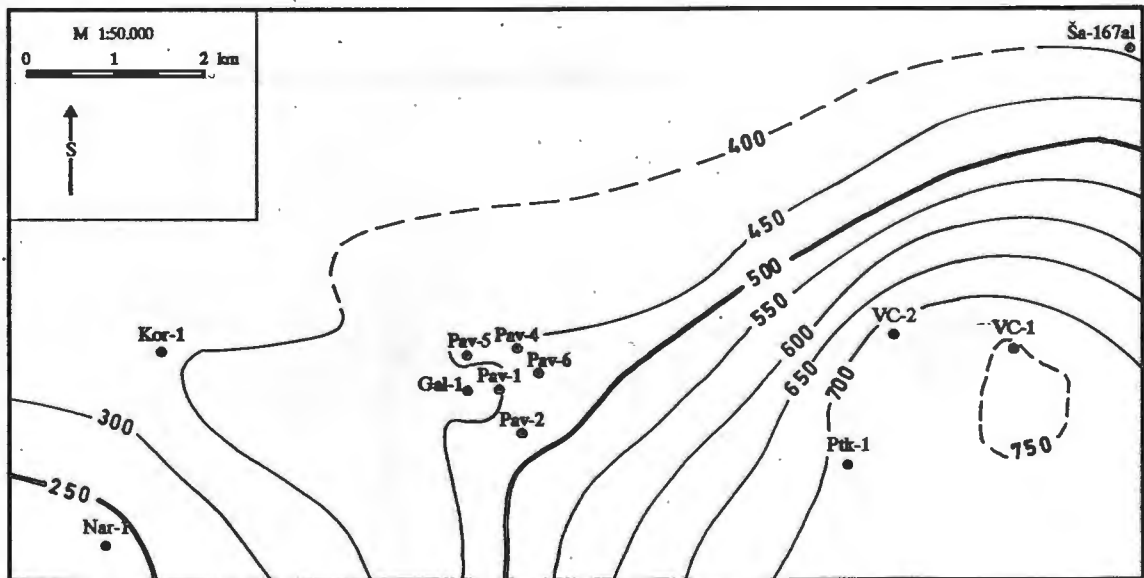 M 1:50.000
0 1 2 km
S
Ša-167al
400
450
500
550
600
650
700
750
VC-2
VC-1
Ptk-1
Kor-1
Pav-5
Pav-4
Pav-6
Gal-1
Pav-1
Pav-2
300
250
Nar-1